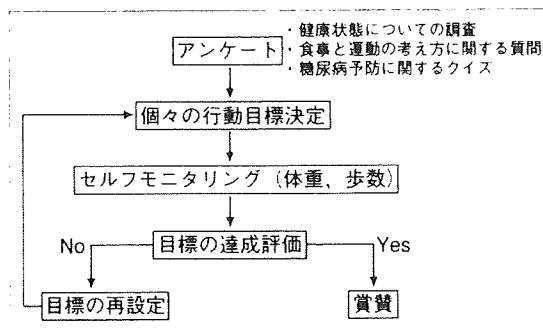 ・健康状態についての調査
アンケート
・食事と運動の考え方に関する質問
・糖尿病予防に関するクイズ
個々の行動目標決定
セルフモニタリング（体重、歩数）
No
目標の達成評価
Yes
目標の再設定
賞賛